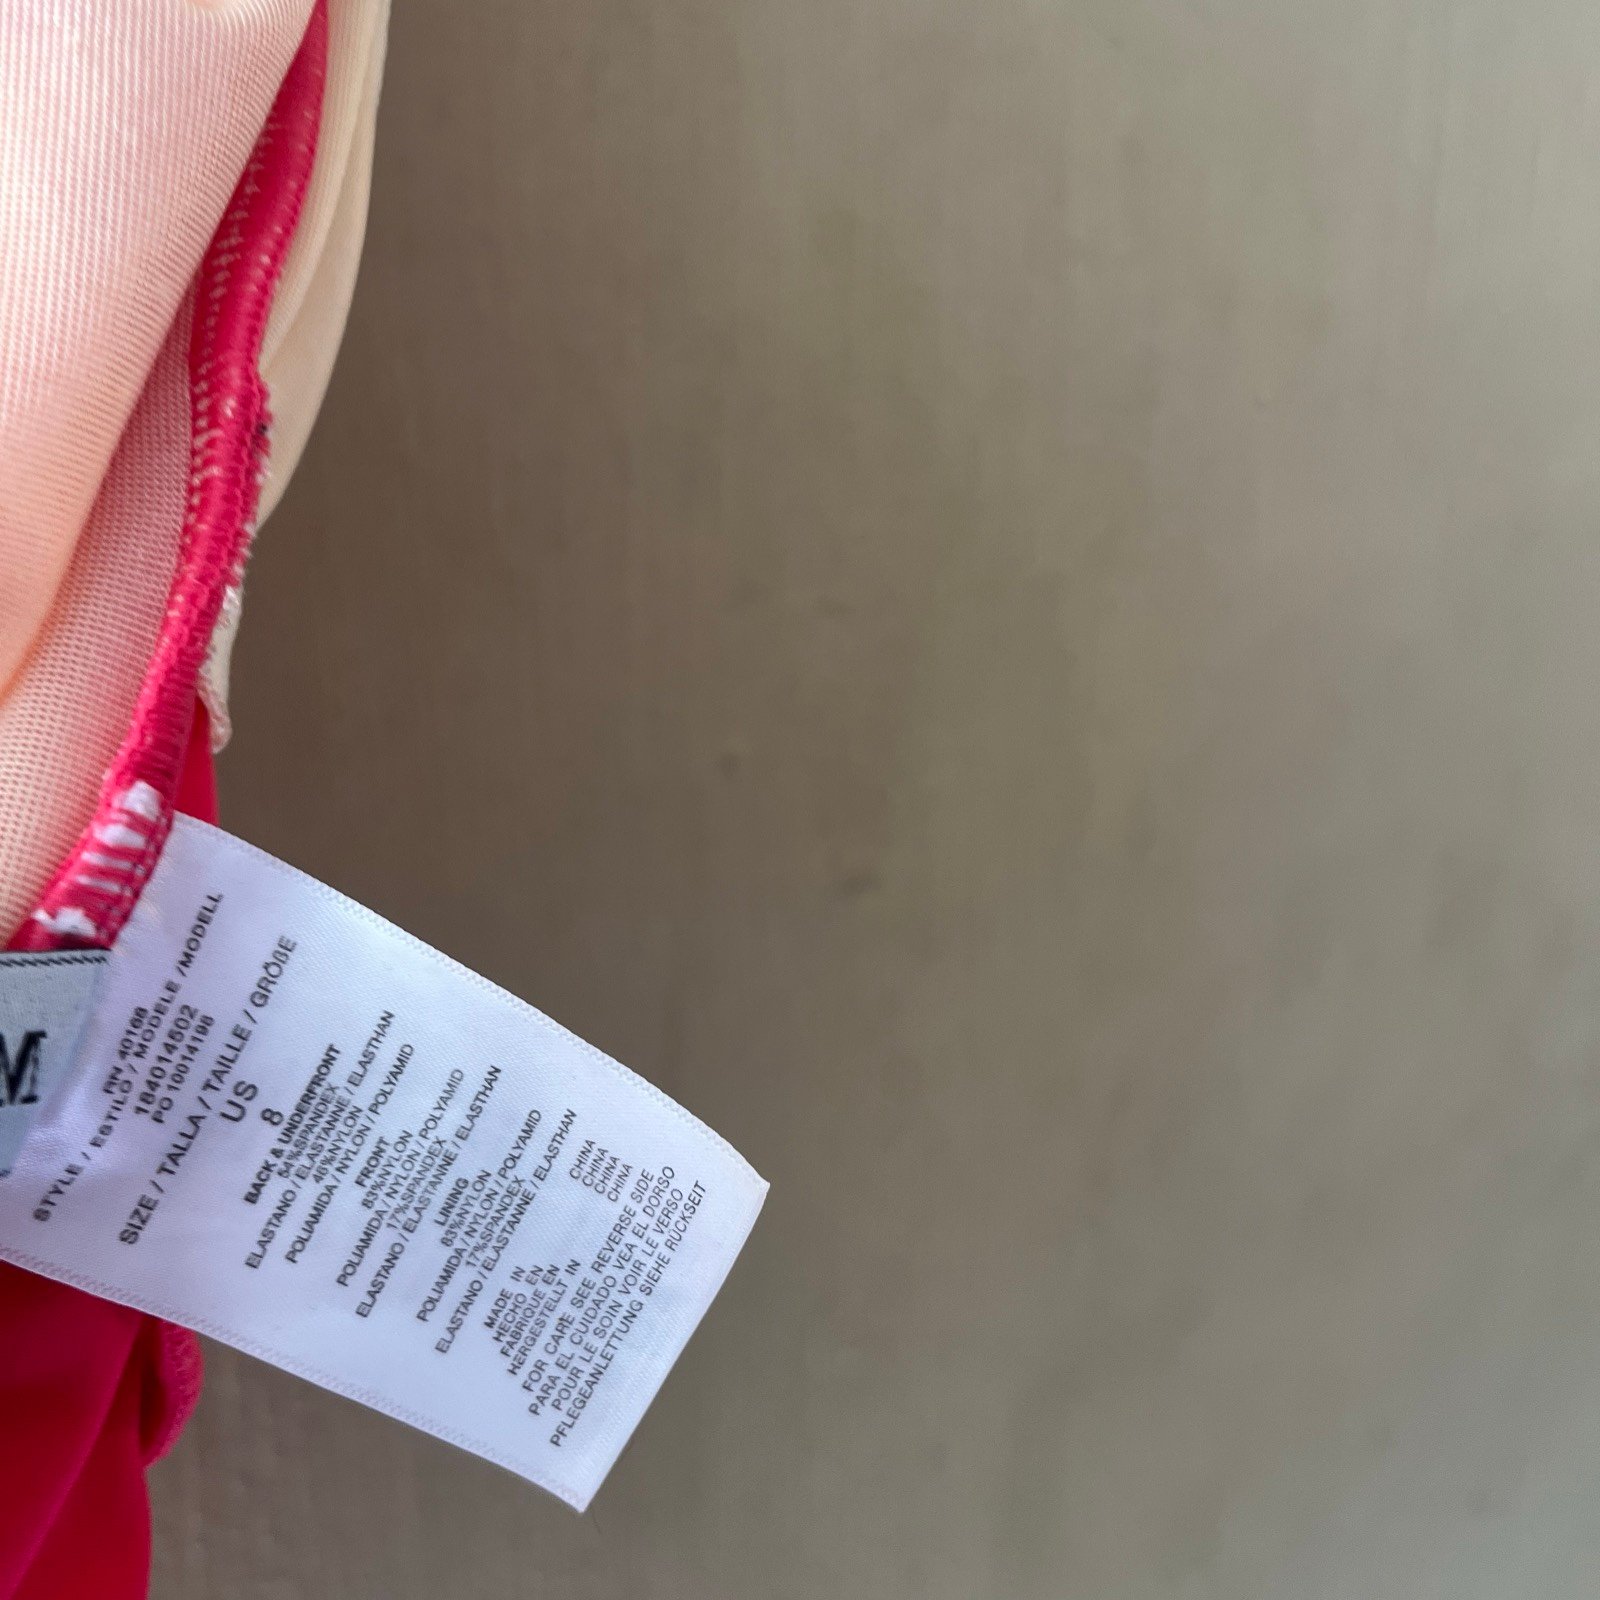 M
RN 40168
STYLE / ESTILO / MODELE / MODELL
184014502
PO 10014198
SIZE / TALLA / TAILLE / GRÖßE
US
8
BACK & UNDERFRONT
54%SPANDEX
ELASTANO / ELASTANNE / ELASTHAN
46%NYLON
POLIAMIDA / NYLON / POLYAMID
FRONT
83%NYLON
POLIAMIDA / NYLON / POLYAMID
17%SPANDEX
ELASTANO / ELASTANNE / ELASTHAN
LINING
83%NYLON
POLIAMIDA / NYLON / POLYAMID
17%SPANDEX
ELASTANO / ELASTANNE / ELASTHAN
MADE IN CHINA
HECHO EN CHINA
FABRIQUE EN CHINA
HERGESTELLT IN CHINA
FOR CARE SEE REVERSE SIDE
PARA EL CUIDADO VEA EL DORSO
POUR LE SOIN VOIR LE VERSO
PFLEGEANLETTUNG SIEHE RÜCKSEIT